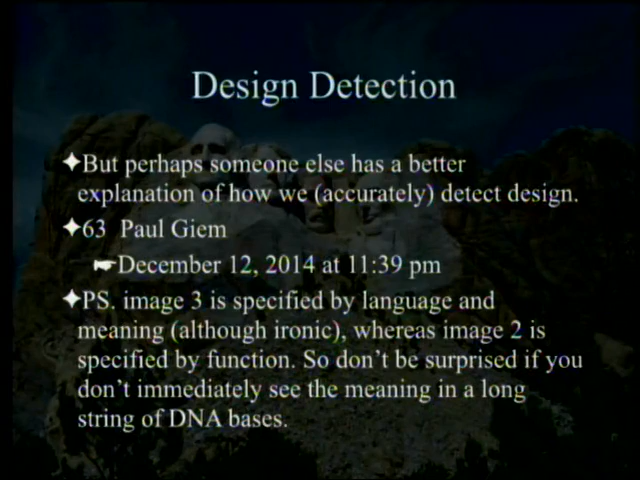 Design Detection
But perhaps someone else has a better
explanation of how we (accurately) detect design.
63 Paul Giem
December 12, 2014 at 11:39 pm
PS. image 3 is specified by language and
meaning (although ironic), whereas image 2 is
specified by function. So don't be surprised if you
don't immediately see the meaning in a long
string of DNA bases.